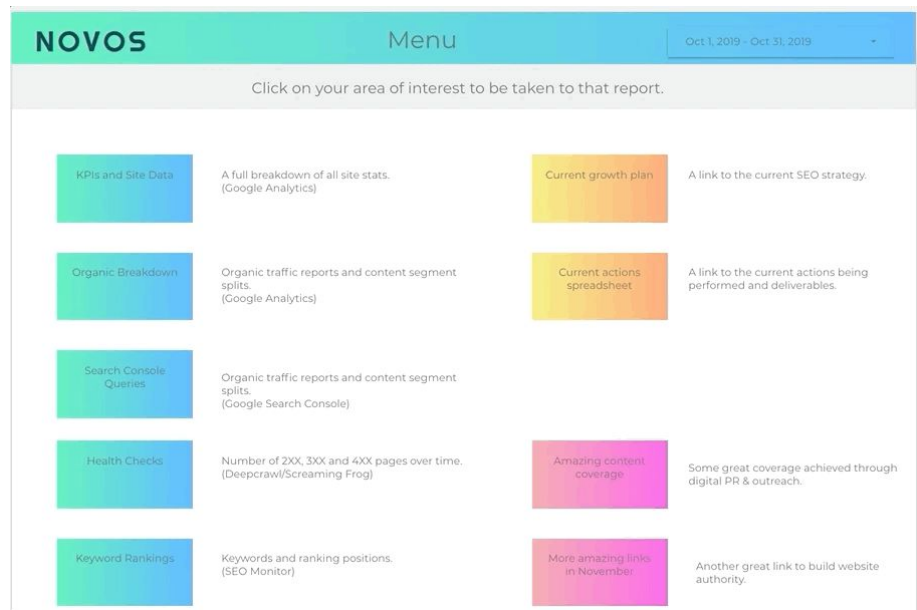 NOVOS
Menu
Oct 1, 2019 - Oct 31, 2019
Click on your area of interest to be taken to that report.
KPIs and Site Data
A full breakdown of all site stats.
(Google Analytics)
Current growth plan
A link to the current SEO strategy.
Organic Breakdown
Organic traffic reports and content segment
splits.
(Google Analytics)
Current actions
spreadsheet
A link to the current actions being
performed and deliverables.
Search Console
Queries
Organic traffic reports and content segment
splits.
(Google Search Console)
Health Checks
Number of 2XX, 3XX and 4XX pages over time.
(Deepcrawl/Screaming Frog)
Amazing content
coverage
Some great coverage achieved through
digital PR & outreach.
Keyword Rankings
Keywords and ranking positions.
(SEO Monitor)
More amazing links
in November
Another great link to build website
authority.